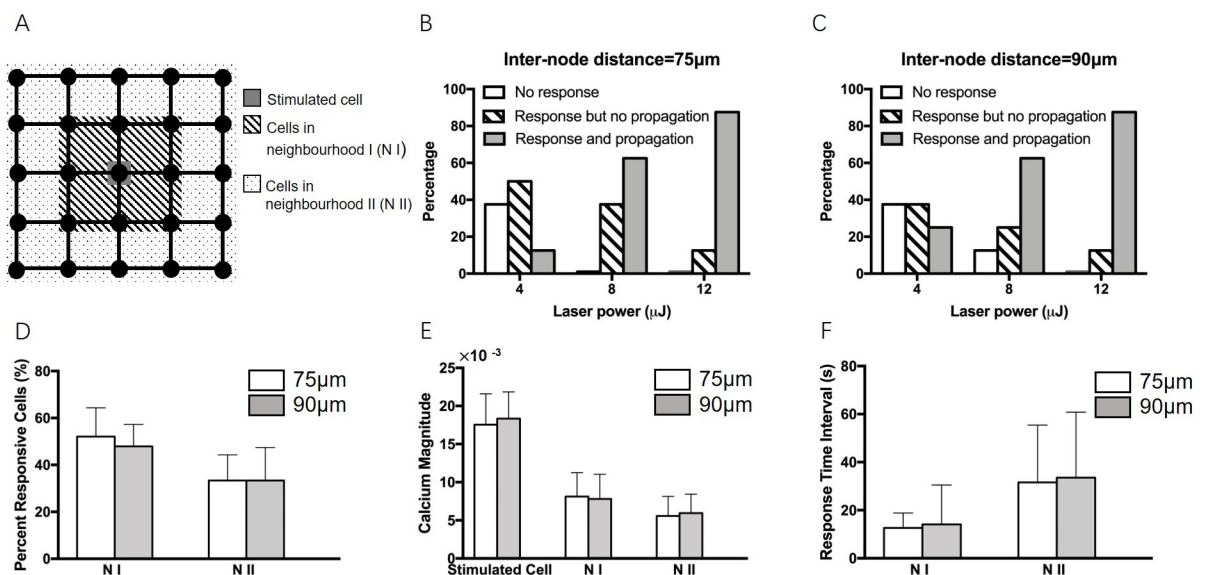 A
Stimulated cell
Cells in
neighbourhood I (N I)
Cells in
neighbourhood II (N II)
B
Inter-node distance=75μm
No response
Response but no propagation
Response and propagation
Percentage
100
80
60
40
20
0
4 8 12
Laser power (μJ)
C
Inter-node distance=90μm
No response
Response but no propagation
Response and propagation
Percentage
100
80
60
40
20
0
4 8 12
Laser power (μJ)
D
Percent Responsive Cells (%)
80
60
40
20
0
75μm
90μm
N I N II
E
×10 -3
Calcium Magnitude
25
20
15
10
5
0
75μm
90μm
Stimulated Cell N I N II
F
Response Time Interval (s)
80
60
40
20
0
75μm
90μm
N I N II